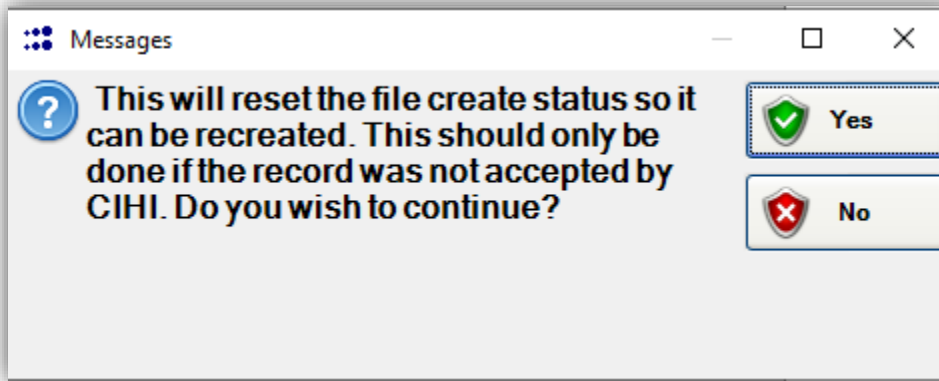 Messages
This will reset the file create status so it
can be recreated. This should only be
done if the record was not accepted by
CIHI. Do you wish to continue?
Yes
No